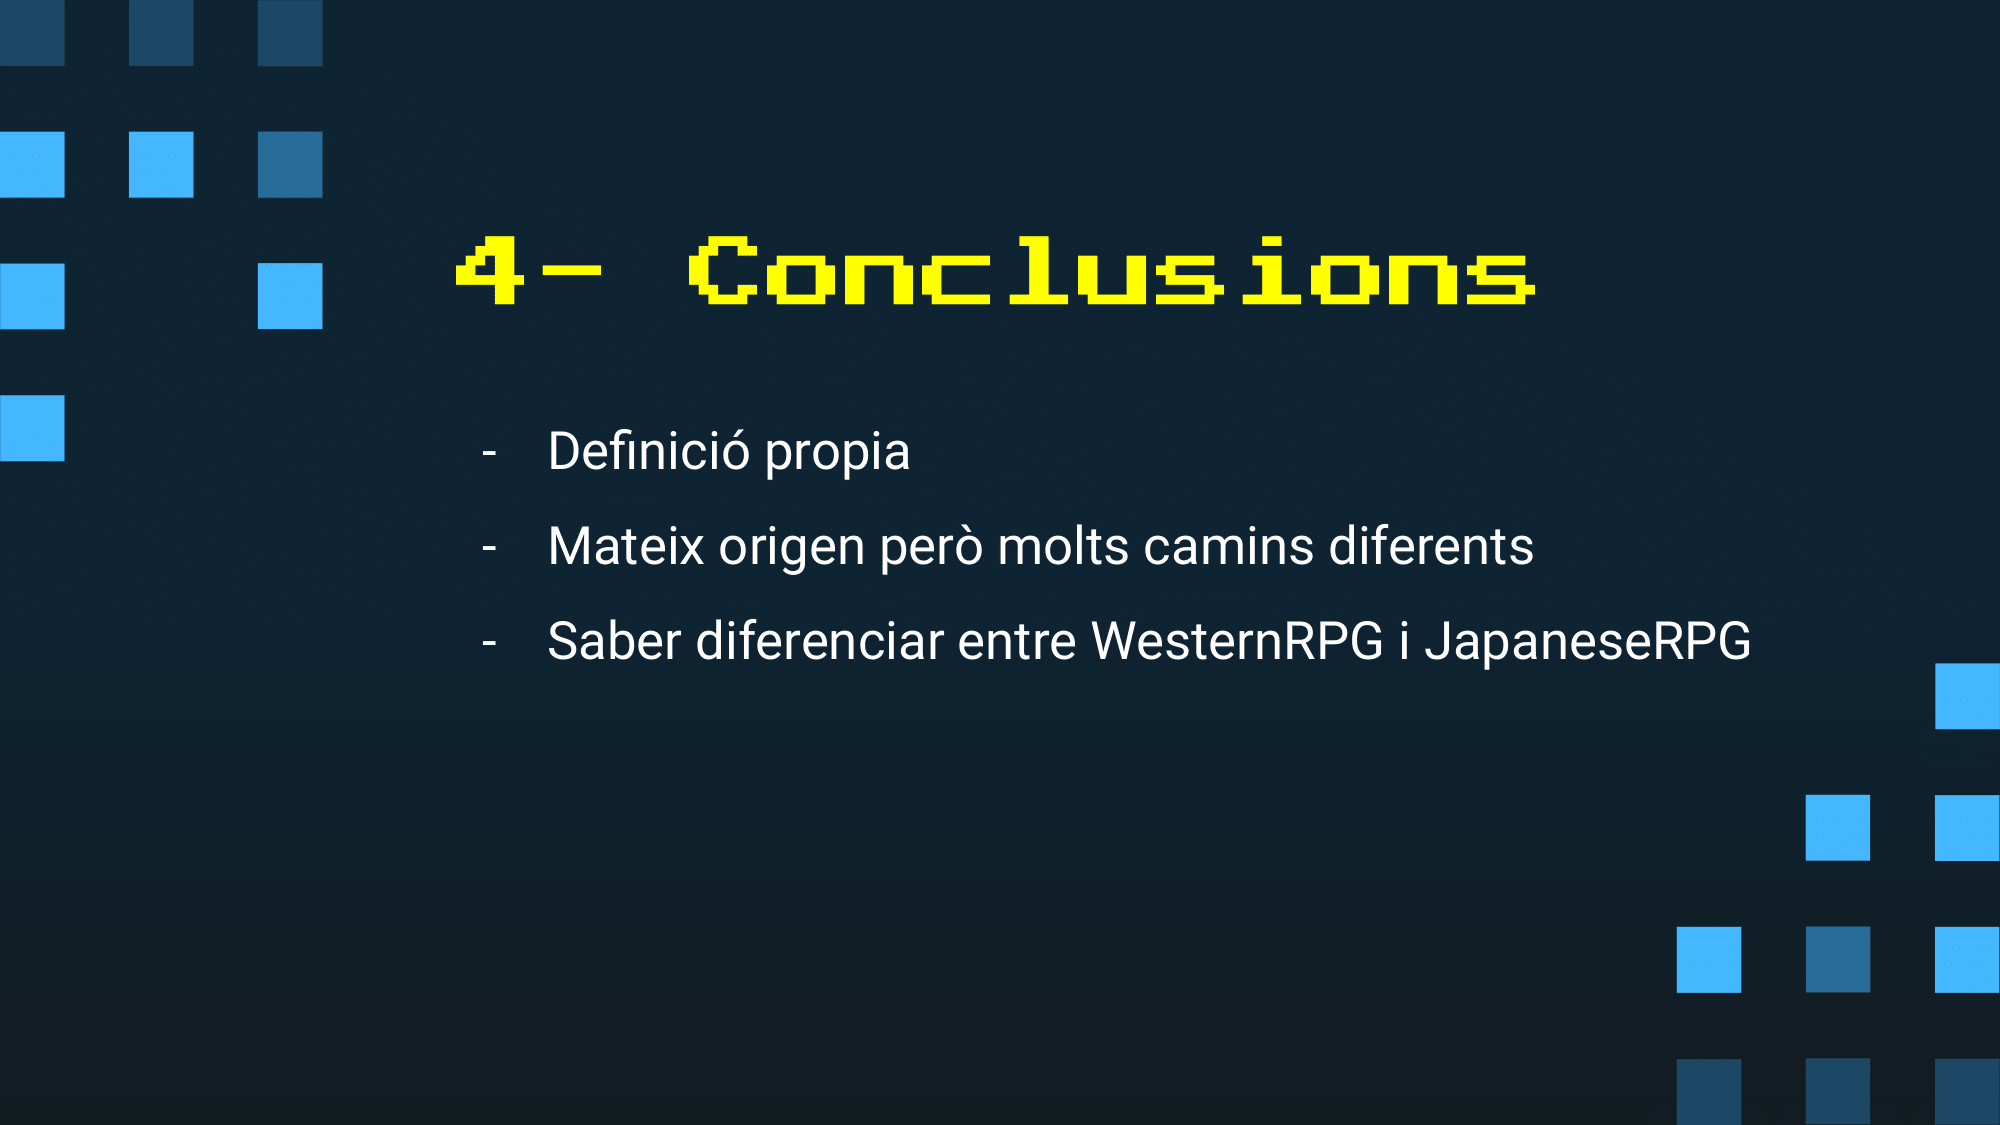 4- Conclusions
- Definició propia
- Mateix origen però molts camins diferents
- Saber diferenciar entre WesternRPG i JapaneseRPG